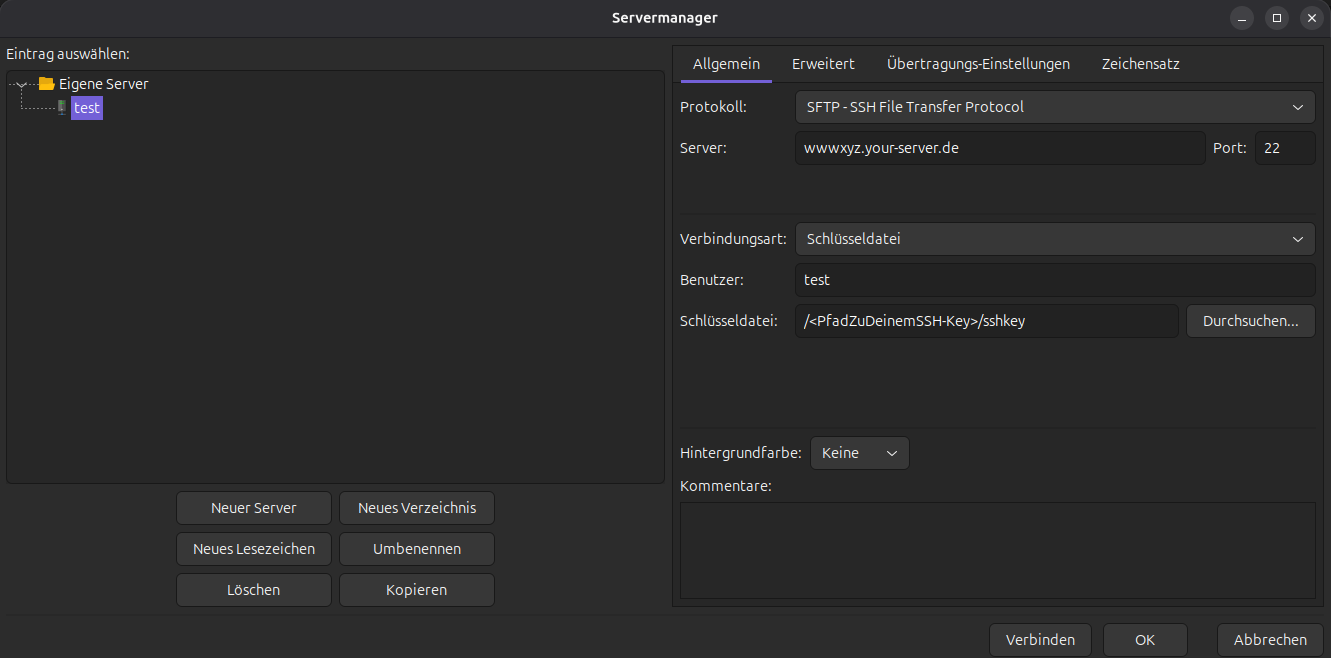 Servermanager
Eintrag auswählen:
Eigene Server
test
Neuer Server
Neues Verzeichnis
Neues Lesezeichen
Umbenennen
Löschen
Kopieren
Allgemein
Erweitert
Übertragungs-Einstellungen
Zeichensatz
Protokoll:
SFTP - SSH File Transfer Protocol
Server:
wwwxyz.your-server.de
Port:
22
Verbindungsart:
Schlüsseldatei
Benutzer:
test
Schlüsseldatei:
/<PfadZuDeinemSSH-Key>/sshkey
Durchsuchen...
Hintergrundfarbe:
Keine
Kommentare:
Verbinden
OK
Abbrechen